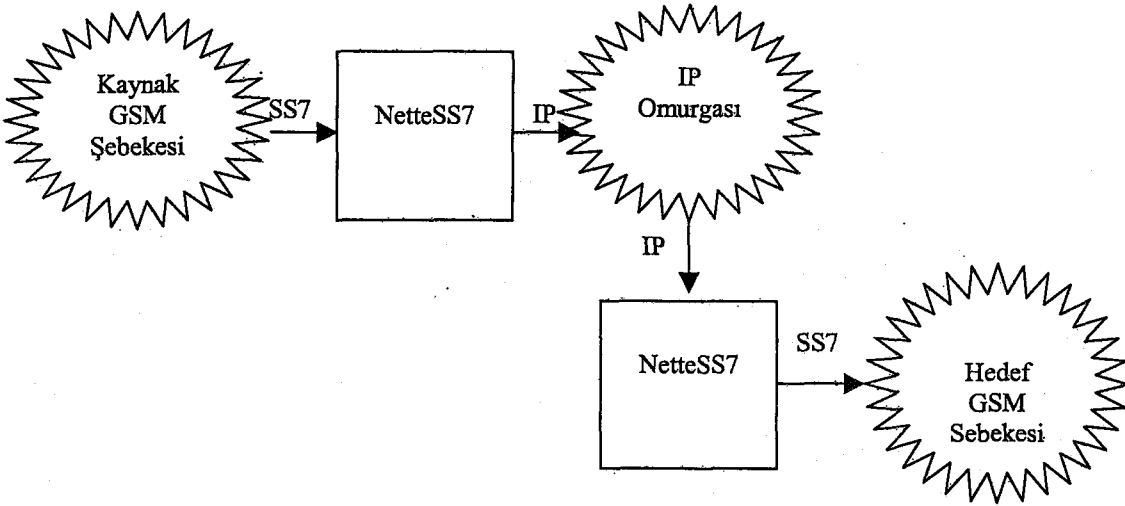 Kaynak
GSM
Şebekesi
SS7
NetteSS7
IP
IP
Omurgası
IP
NetteSS7
SS7
Hedef
GSM
Sebekesi